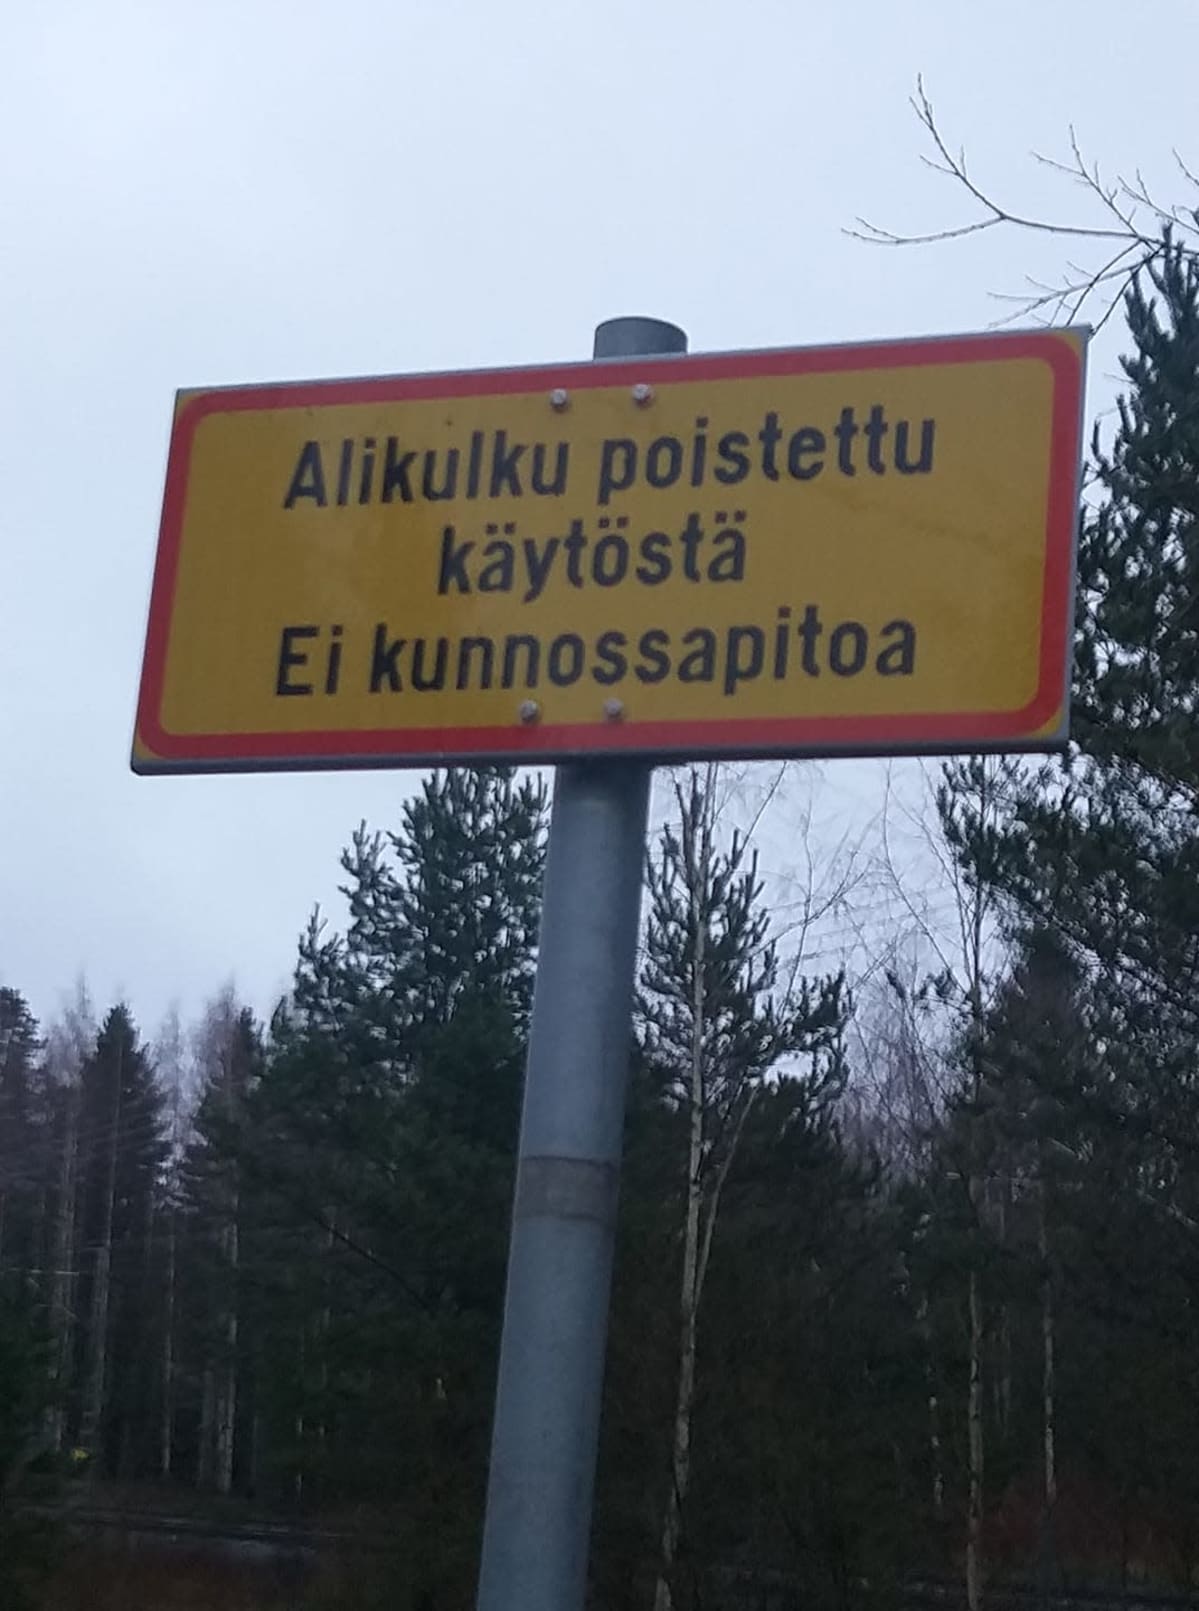 Alikulku poistettu
käytöstä
Ei kunnossapitoa